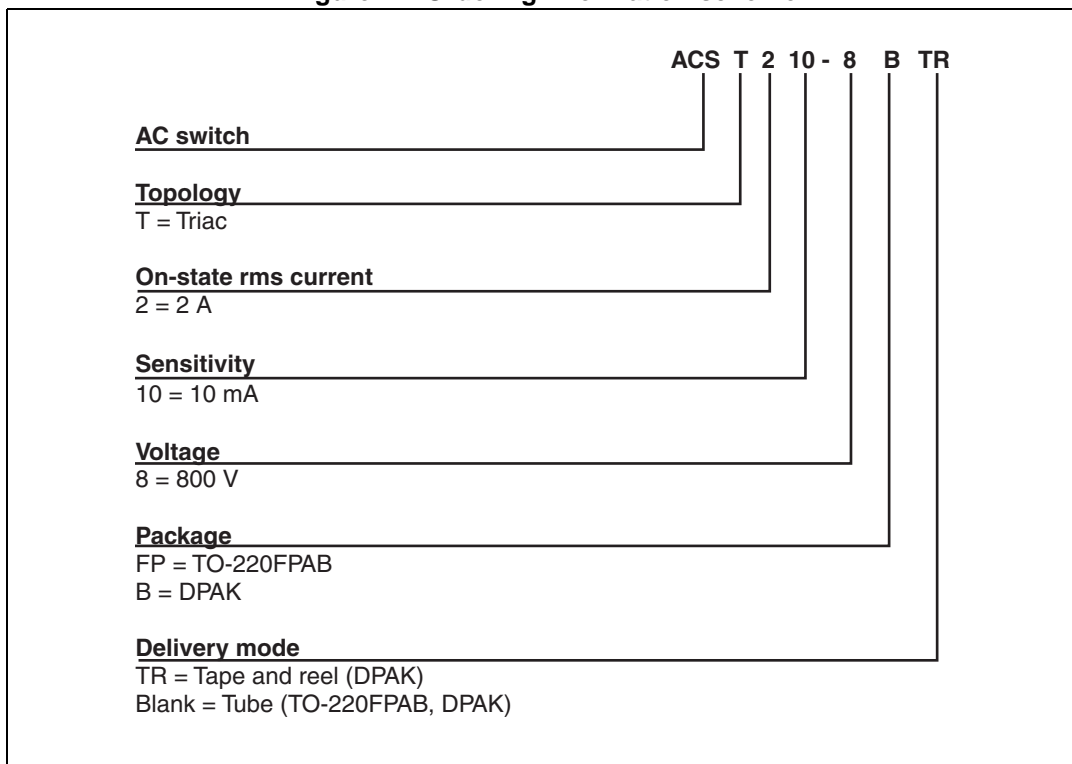 ACS T 2 10 - 8 B TR
AC switch
Topology
T = Triac
On-state rms current
2 = 2 A
Sensitivity
10 = 10 mA
Voltage
8 = 800 V
Package
FP = TO-220FPAB
B = DPAK
Delivery mode
TR = Tape and reel (DPAK)
Blank = Tube (TO-220FPAB, DPAK)